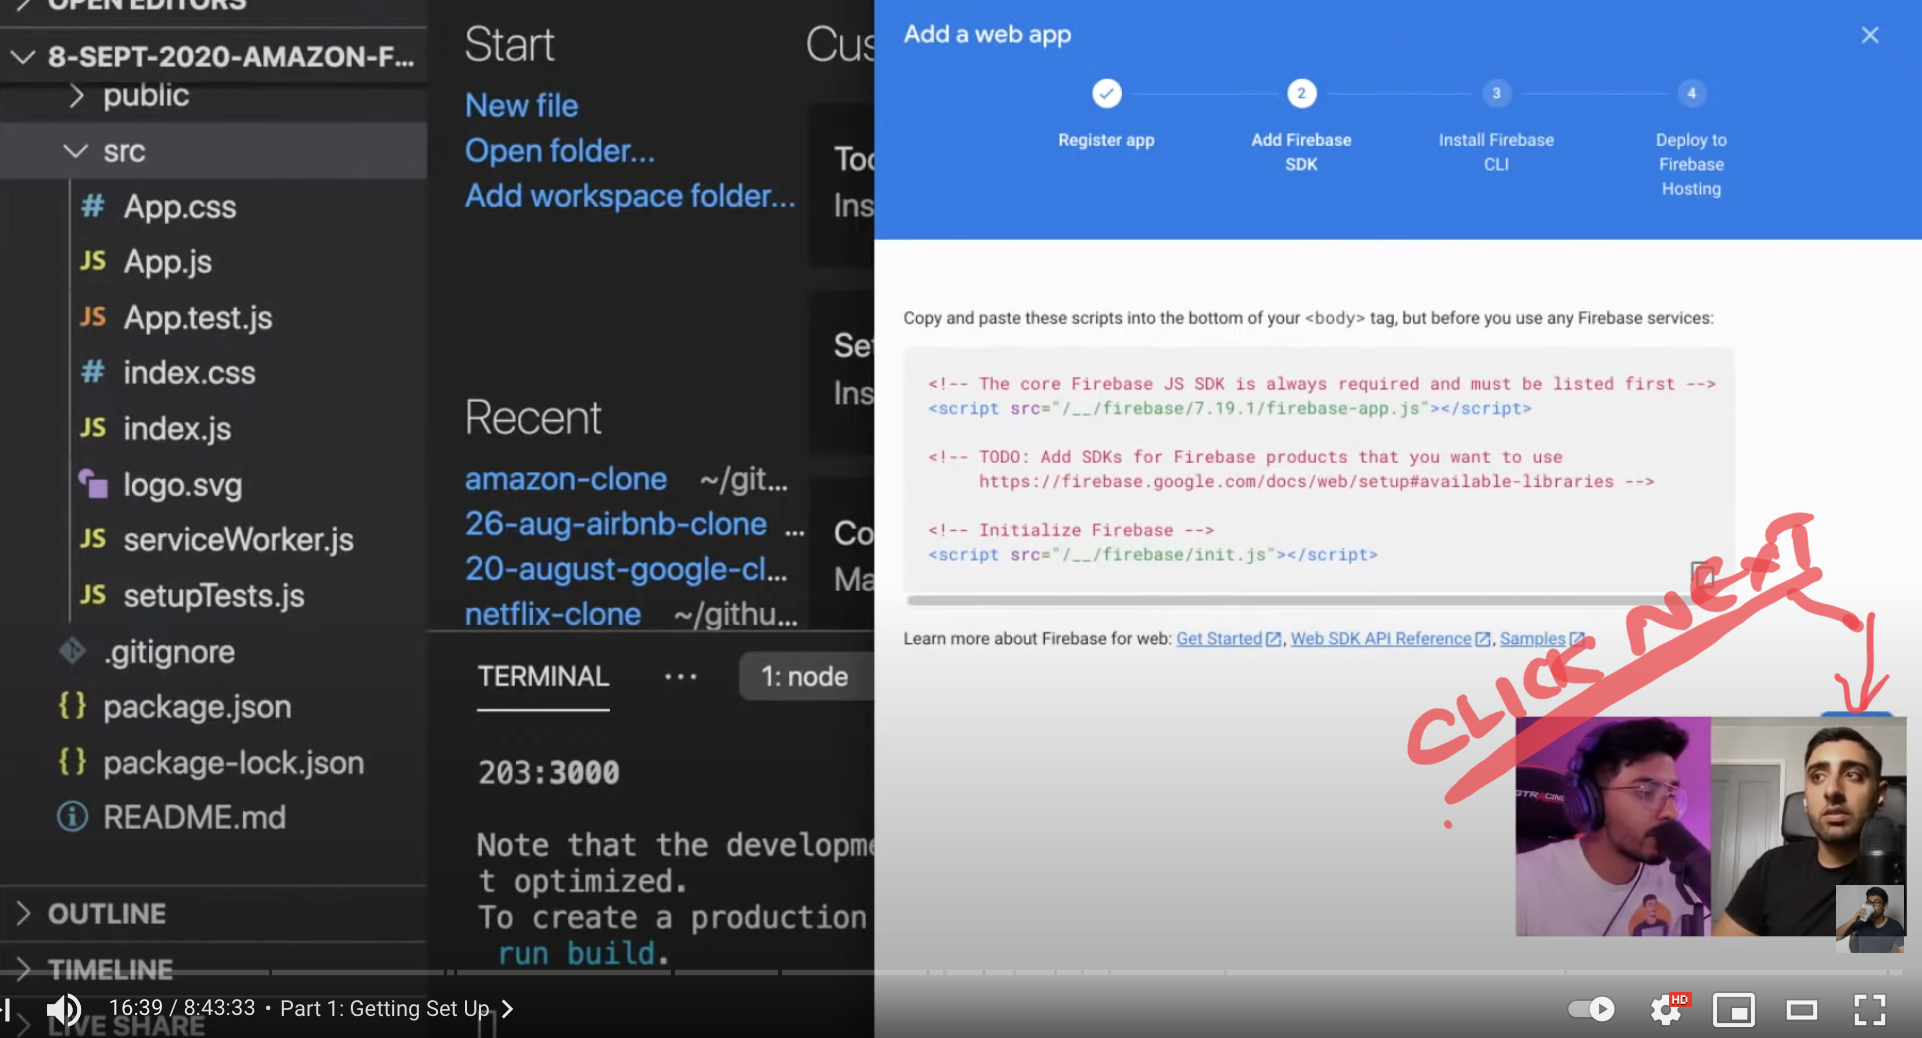 OPEN EDITORS
8-SEPT-2020-AMAZON-F...
public
src
# App.css
JS App.js
JS App.test.js
# index.css
JS index.js
logo.svg
JS serviceWorker.js
JS setupTests.js
.gitignore
{} package.json
{} package-lock.json
README.md
OUTLINE
TIMELINE
LIVE SHARE
Start
New file
Open folder...
Add workspace folder...
Recent
amazon-clone ~/git...
26-aug-airbnb-clone ...
20-august-google-cl...
netflix-clone ~/githu...
Cus
Too
Ins
Set
Ins
Co
Ma
TERMINAL ... 1: node
203:3000
Note that the developme
t optimized.
To create a production
run build.
Add a web app
2 3 4
Register app
Add Firebase
SDK
Install Firebase
CLI
Deploy to
Firebase
Hosting
Copy and paste these scripts into the bottom of your <body> tag, but before you use any Firebase services:
<!-- The core Firebase JS SDK is always required and must be listed first -->
<script src="/__/firebase/7.19.1/firebase-app.js"></script>
<!-- TODO: Add SDKs for Firebase products that you want to use
https://firebase.google.com/docs/web/setup#available-libraries -->
<!-- Initialize Firebase -->
<script src="/__/firebase/init.js"></script>
Learn more about Firebase for web: Get Started, Web SDK API Reference, Samples
CLICK NEXT
GTRACING
16:39 / 8:43:33 • Part 1: Getting Set Up
HD